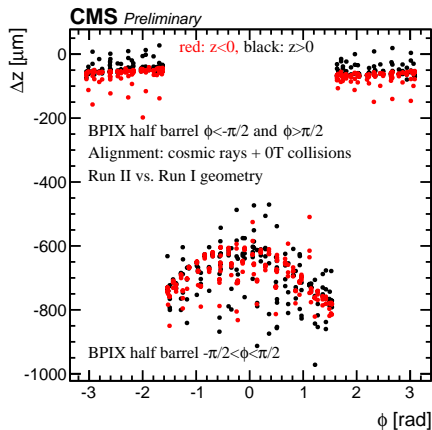 CMS Preliminary
red: z<0, black: z>0
Δz [μm]
0
-200
BPIX half barrel ϕ<-π/2 and ϕ>π/2
Alignment: cosmic rays + 0T collisions
Run II vs. Run I geometry
-400
-600
-800
BPIX half barrel -π/2<ϕ<π/2
-1000
-3 -2 -1 0 1 2 3
ϕ [rad]